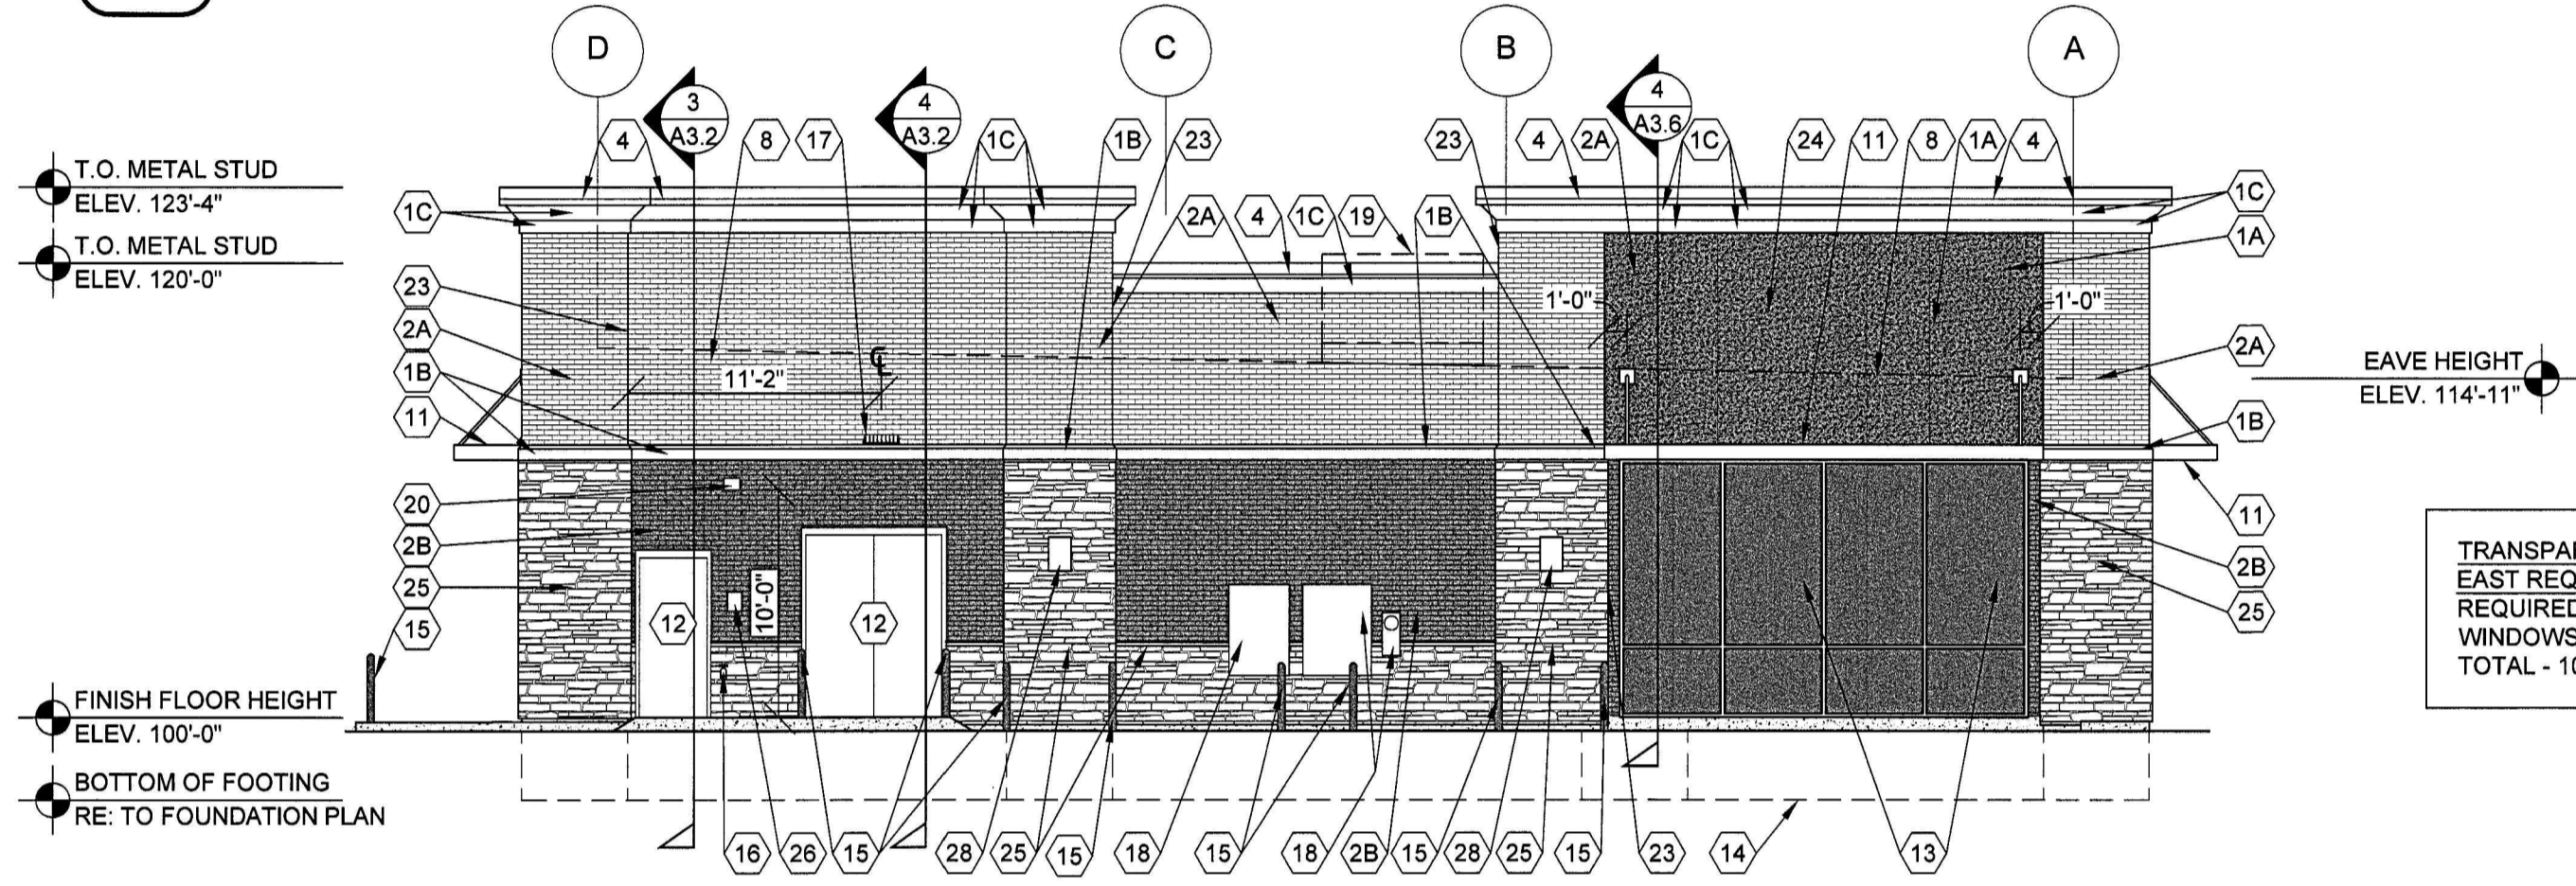 D
C
B
A
3
A3.2
4
A3.2
4
A3.6
4
8
17
1C
1B
23
23
4
2A
1C
24
11
8
1A
4
T.O. METAL STUD
ELEV. 123'-4"
1C
2A
4
1C
19
1B
1C
1A
T.O. METAL STUD
ELEV. 120'-0"
23
2A
1B
11
1'-0"
1'-0"
2A
EAVE HEIGHT
ELEV. 114'-11"
1B
11
℄
11'-2"
20
2B
25
15
12
10'-0"
12
2B
25
TRANSPA
EAST REQ
REQUIRED
WINDOWS
TOTAL - 10
FINISH FLOOR HEIGHT
ELEV. 100'-0"
BOTTOM OF FOOTING
RE: TO FOUNDATION PLAN
16
26
15
28
25
15
18
15
18
2B
15
28
25
15
23
14
13